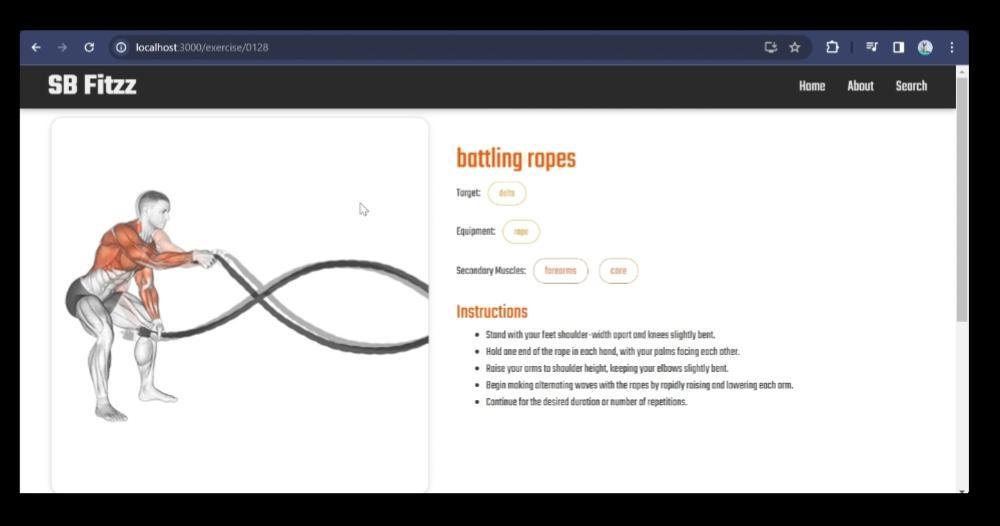 localhost:3000/exercise/0128
SB Fitzz
Home About Search
battling ropes
Target: delts
Equipment: rope
Secondary Muscles: forearms core
Instructions
Stand with your feet shoulder-width apart and knees slightly bent.
Hold one end of the rope in each hand, with your palms facing each other.
Raise your arms to shoulder height, keeping your elbows slightly bent.
Begin making alternating waves with the ropes by rapidly raising and lowering each arm.
Continue for the desired duration or number of repetitions.